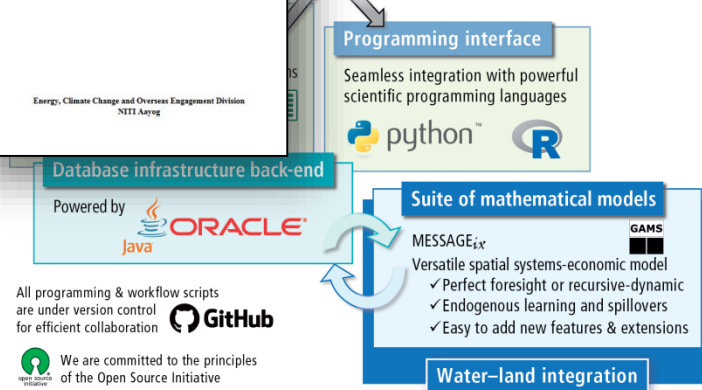 Programming interface
Seamless integration with powerful
scientific programming languages
python™
R
Energy, Climate Change and Overseas Engagement Division
NITI Aayog
Database infrastructure back-end
Powered by
Java
ORACLE®
Suite of mathematical models
GAMS
MESSAGEix
Versatile spatial systems-economic model
✓Perfect foresight or recursive-dynamic
✓Endogenous learning and spillovers
✓Easy to add new features & extensions
All programming & workflow scripts
are under version control
for efficient collaboration
GitHub
open source
initiative
We are committed to the principles
of the Open Source Initiative
Water–land integration